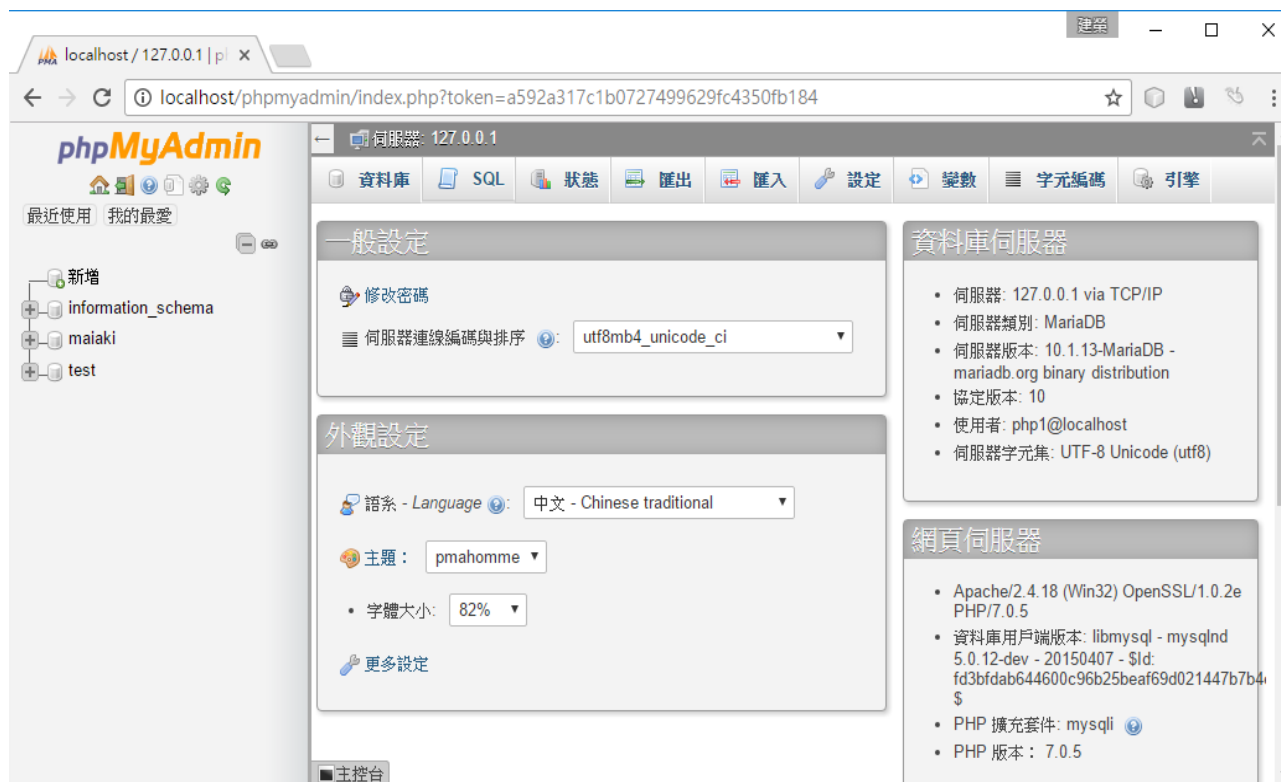 建榮
localhost / 127.0.0.1 | pl
localhost/phpmyadmin/index.php?token=a592a317c1b0727499629fc4350fb184
phpMyAdmin
最近使用 我的最愛
新增
information_schema
maiaki
test
伺服器: 127.0.0.1
資料庫 SQL 狀態 匯出 匯入 設定 變數 字元編碼 引擎
一般設定
修改密碼
伺服器連線編碼與排序 : utf8mb4_unicode_ci
外觀設定
語系 - Language : 中文 - Chinese traditional
主題： pmahomme
• 字體大小: 82%
更多設定
主控台
資料庫伺服器
• 伺服器: 127.0.0.1 via TCP/IP
• 伺服器類別: MariaDB
• 伺服器版本: 10.1.13-MariaDB -
mariadb.org binary distribution
• 協定版本: 10
• 使用者: php1@localhost
• 伺服器字元集: UTF-8 Unicode (utf8)
網頁伺服器
• Apache/2.4.18 (Win32) OpenSSL/1.0.2e
PHP/7.0.5
• 資料庫用戶端版本: libmysql - mysqlnd
5.0.12-dev - 20150407 - $Id:
fd3bfdab644600c96b25beaf69d021447b7b4
$
• PHP 擴充套件: mysqli
• PHP 版本： 7.0.5